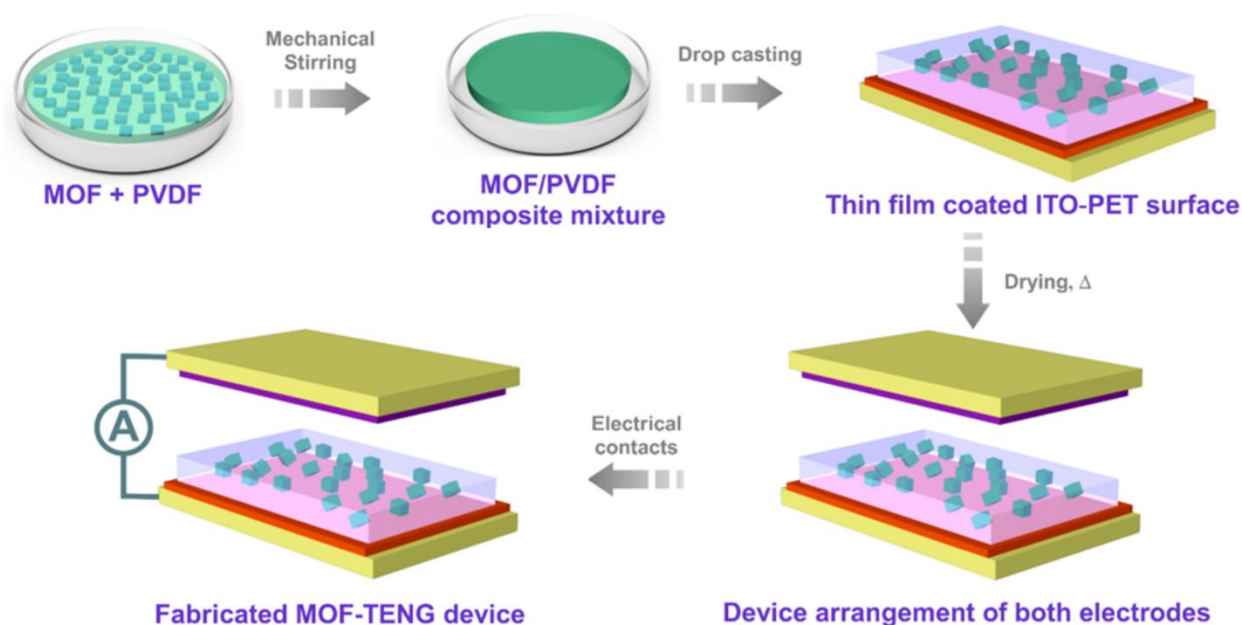 Mechanical
Stirring
Drop casting
MOF + PVDF
MOF/PVDF
composite mixture
Thin film coated ITO-PET surface
Drying, Δ
A
Electrical
contacts
Fabricated MOF-TENG device
Device arrangement of both electrodes